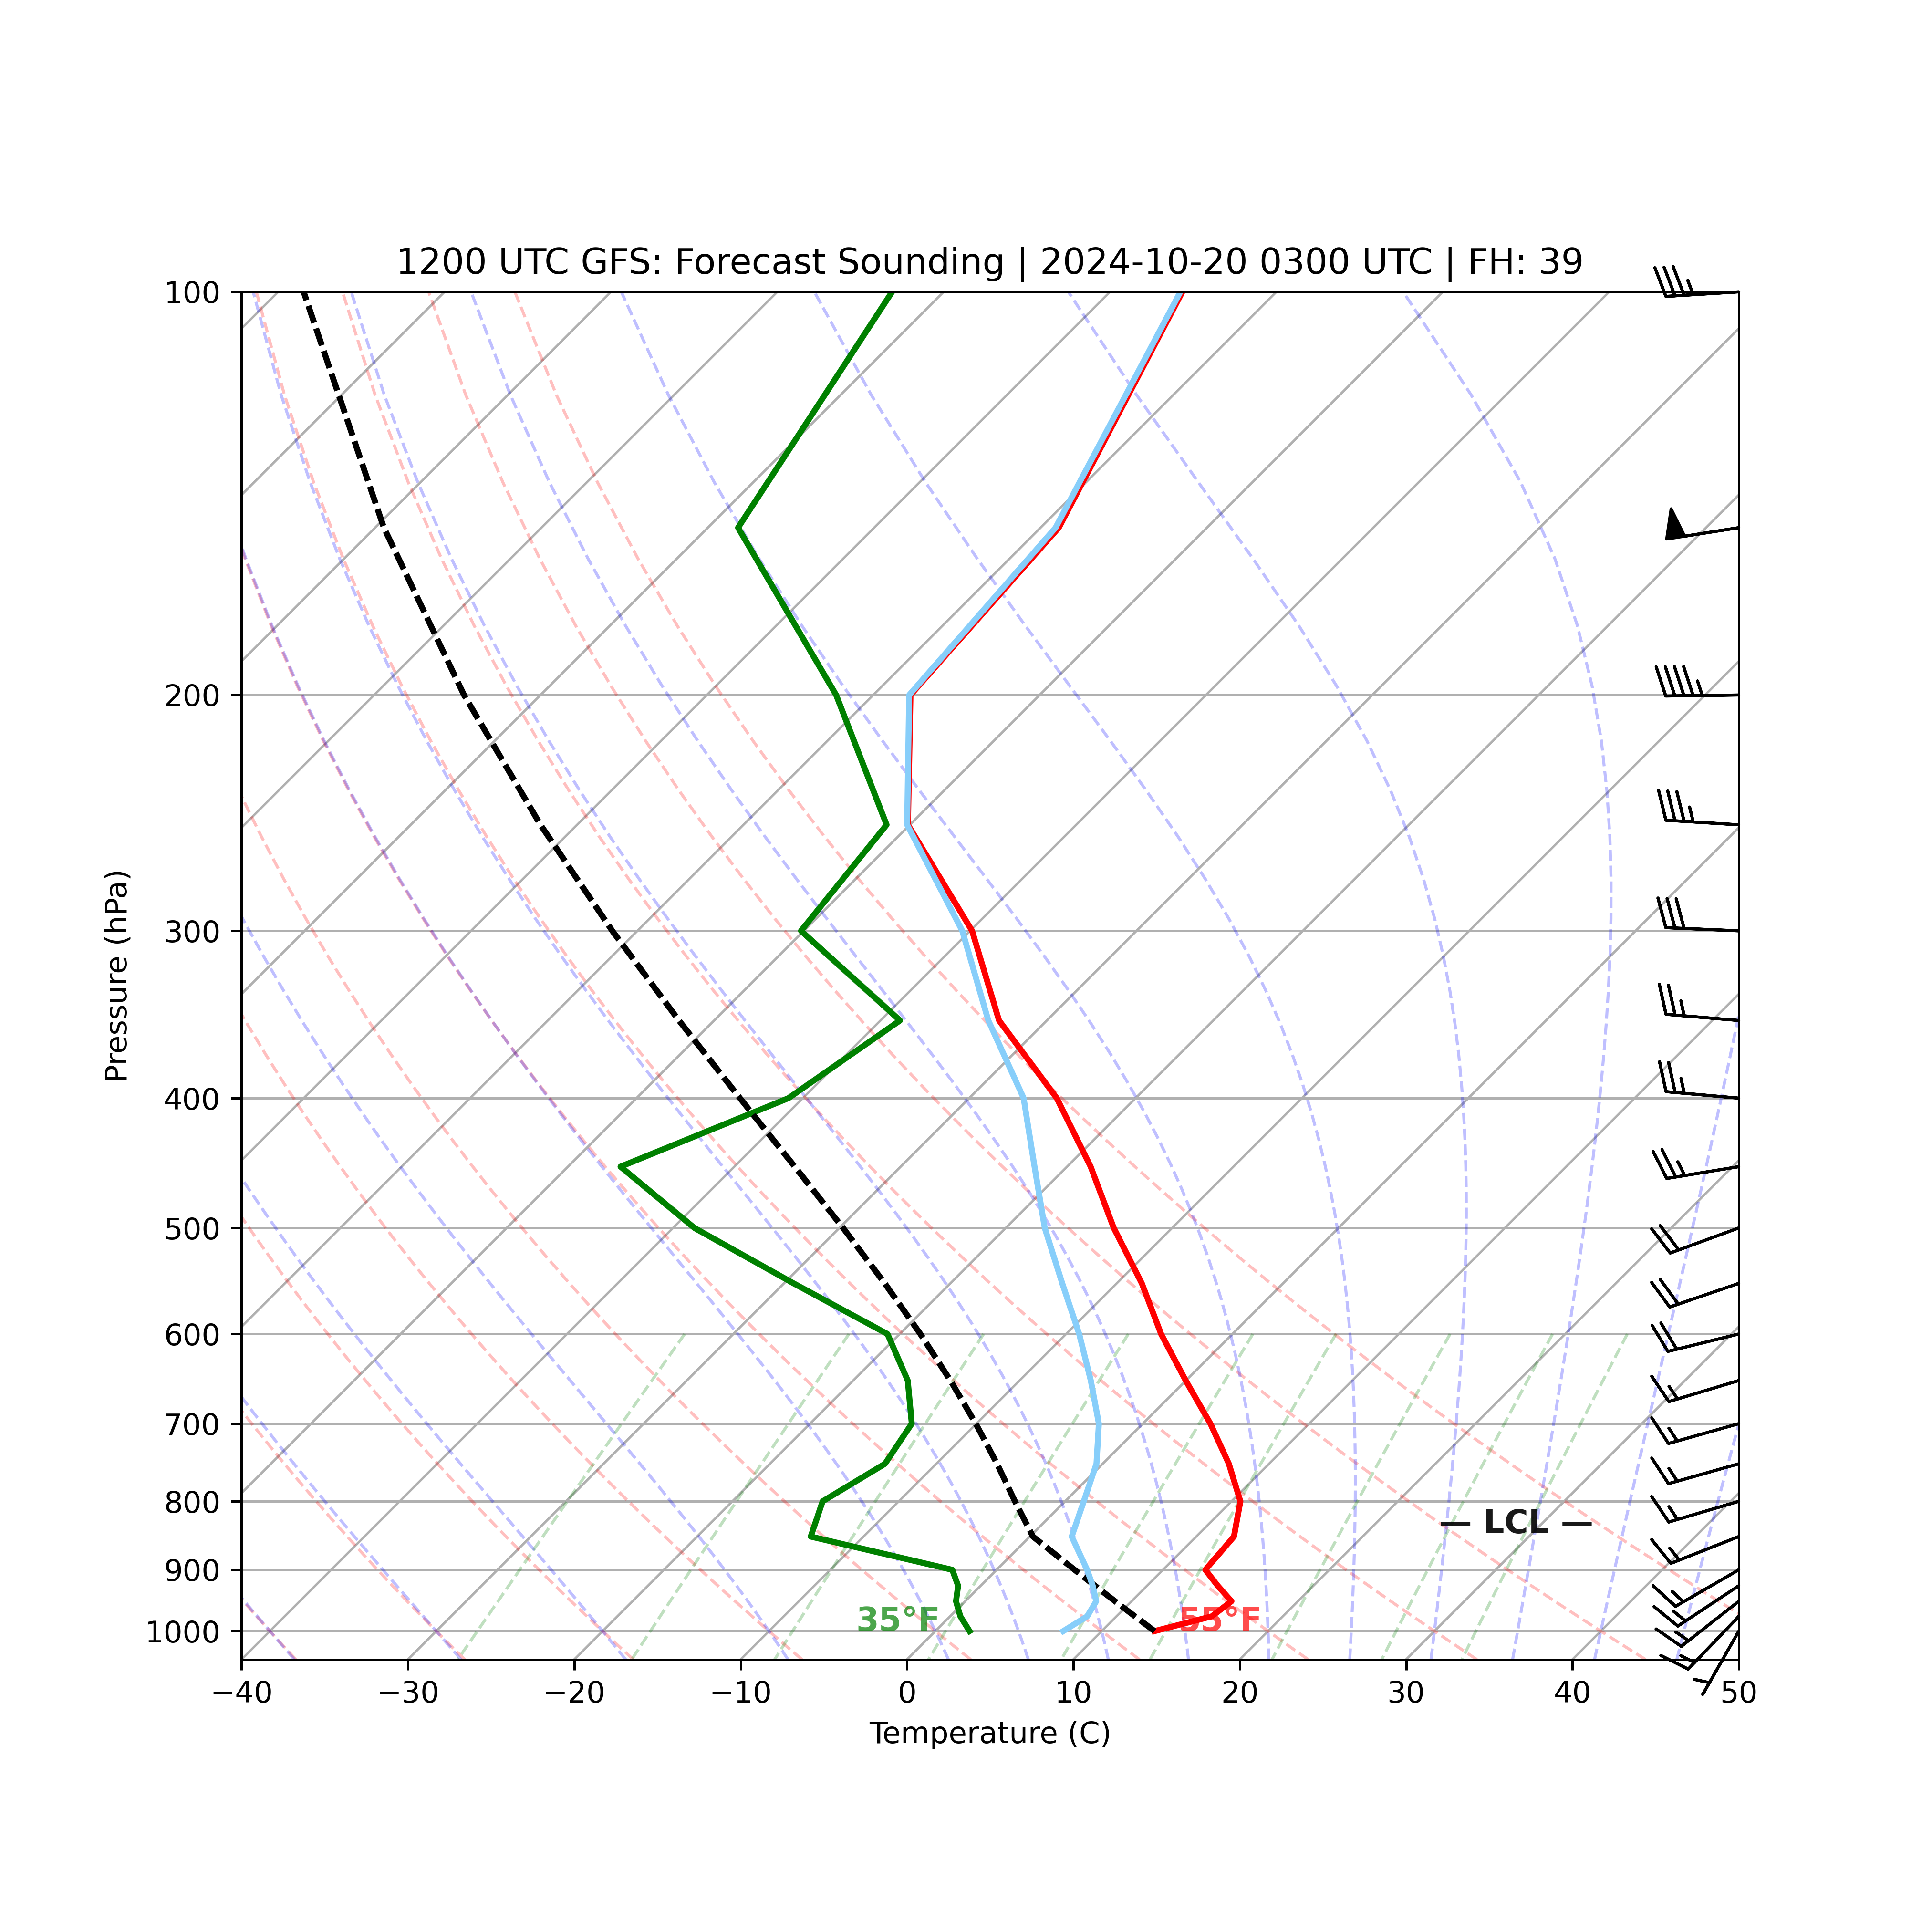 1200 UTC GFS: Forecast Sounding | 2024-10-20 0300 UTC | FH: 39
100
200
300
400
500
600
700
800
900
1000
Pressure (hPa)
— LCL —
35°F
55°F
−40 −30 −20 −10 0 10 20 30 40 50
Temperature (C)